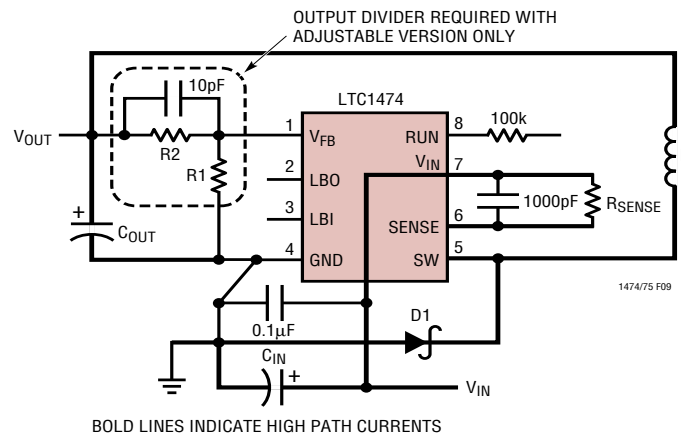 OUTPUT DIVIDER REQUIRED WITH
ADJUSTABLE VERSION ONLY
10pF
LTC1474
VOUT
R2
1
VFB
RUN
8
100k
R1
2
LBO
VIN
7
3
LBI
1000pF
RSENSE
+
COUT
SENSE
6
4
GND
SW
5
1474/75 F09
0.1µF
D1
CIN
+
VIN
BOLD LINES INDICATE HIGH PATH CURRENTS